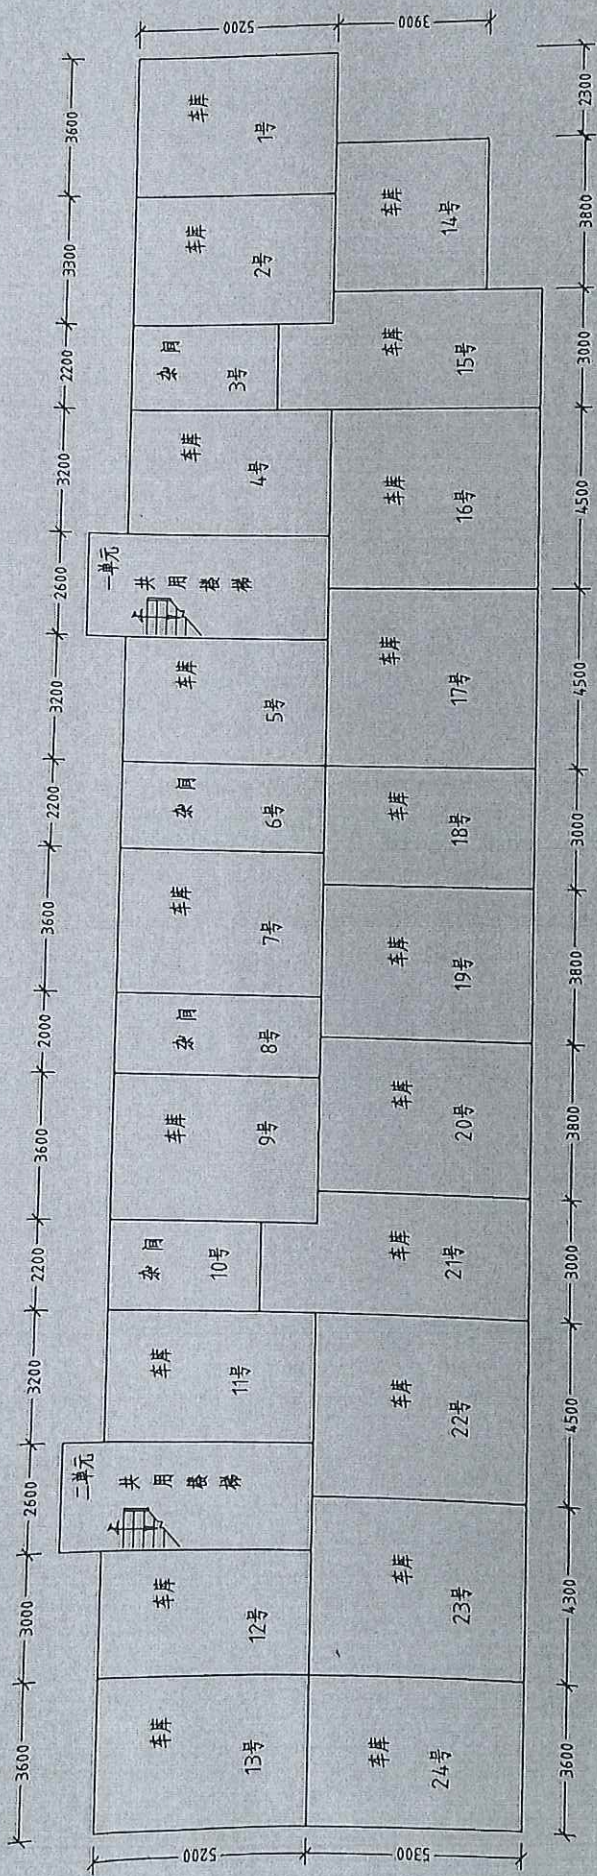 3600 3000 2600 3200 2200 3600 2000 3600 2200 3200 2600 3200 2200 3300 3600
5200
5300
5200
3900
车库
13号
车库
12号
二单元
共用楼梯
车库
11号
杂间
10号
车库
9号
杂间
8号
车库
7号
杂间
6号
车库
5号
一单元
共用楼梯
车库
4号
杂间
3号
车库
2号
车库
1号
车库
24号
车库
23号
车库
22号
车库
21号
车库
20号
车库
19号
车库
18号
车库
17号
车库
16号
车库
15号
车库
14号
3600 4300 4500 3000 3800 3800 3000 4500 4500 3000 3800 2300